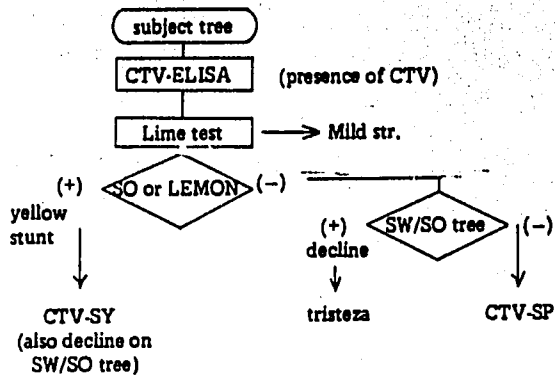 subject tree
CTV-ELISA (presence of CTV)
Lime test Mild str.
(+) SO or LEMON (−)
yellow
stunt
(+) SW/SO tree (−)
decline
CTV-SY
(also decline on
SW/SO tree)
tristeza
CTV-SP